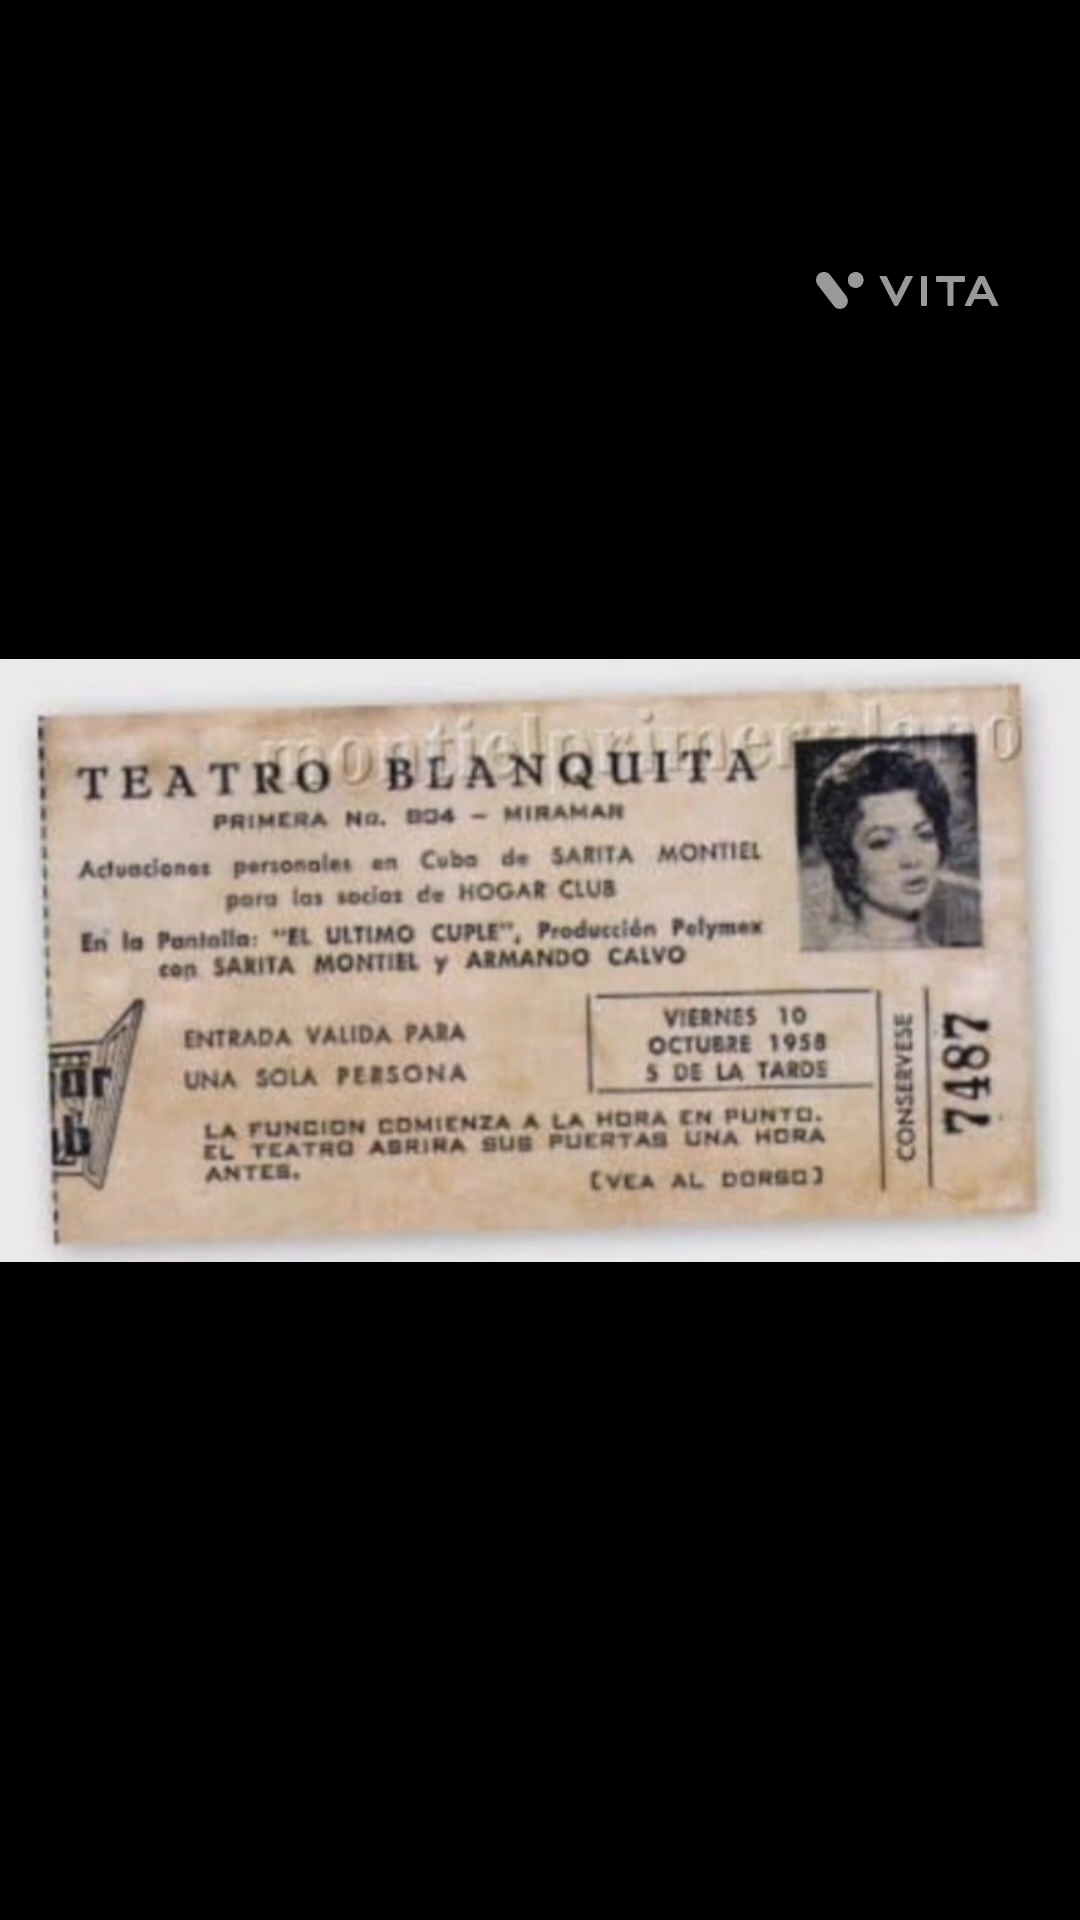 VITA
montielprimerplano
TEATRO BLANQUITA
PRIMERA No. 804 - MIRAMAR
Actuaciones personales en Cuba de SARITA MONTIEL
para las socias de HOGAR CLUB
En la Pantalla: "EL ULTIMO CUPLE", Producción Pelymex
con SARITA MONTIEL y ARMANDO CALVO
ENTRADA VALIDA PARA
UNA SOLA PERSONA
VIERNES 10
OCTUBRE 1958
5 DE LA TARDE
CONSERVESE
7487
LA FUNCION COMIENZA A LA HORA EN PUNTO.
EL TEATRO ABRIRA SUS PUERTAS UNA HORA
ANTES.
(VEA AL DORSO)